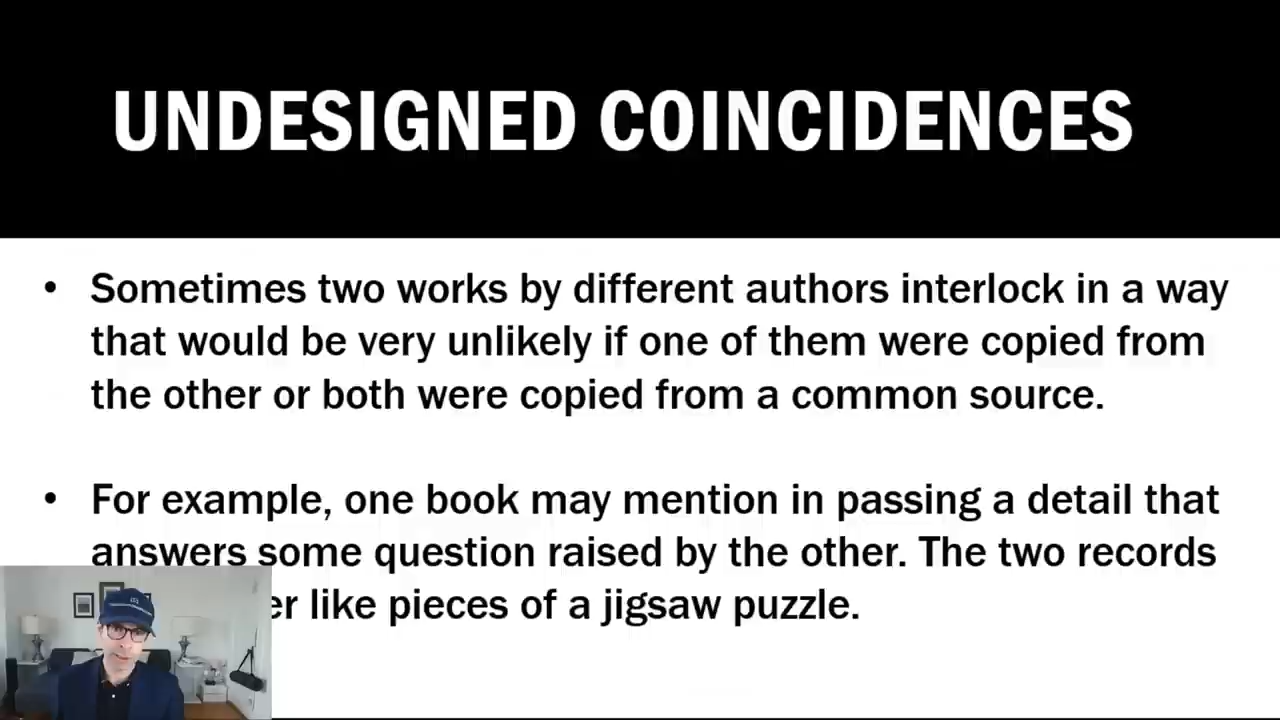 UNDESIGNED COINCIDENCES
• Sometimes two works by different authors interlock in a way
that would be very unlikely if one of them were copied from
the other or both were copied from a common source.
• For example, one book may mention in passing a detail that
answers some question raised by the other. The two records
er like pieces of a jigsaw puzzle.